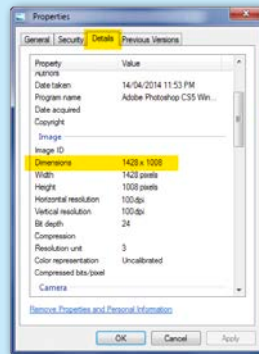 Properties
General Security Details Previous Versions
Property Value
Authors
Date taken 14/04/2014 11:53 PM
Program name Adobe Photoshop CS5 Win...
Date acquired
Copyright
Image
Image ID
Dimensions 1428 x 1008
Width 1428 pixels
Height 1008 pixels
Horizontal resolution 100 dpi
Vertical resolution 100 dpi
Bit depth 24
Compression
Resolution unit 3
Color representation Uncalibrated
Compressed bits/pixel
Camera
Remove Properties and Personal Information
OK Cancel Apply